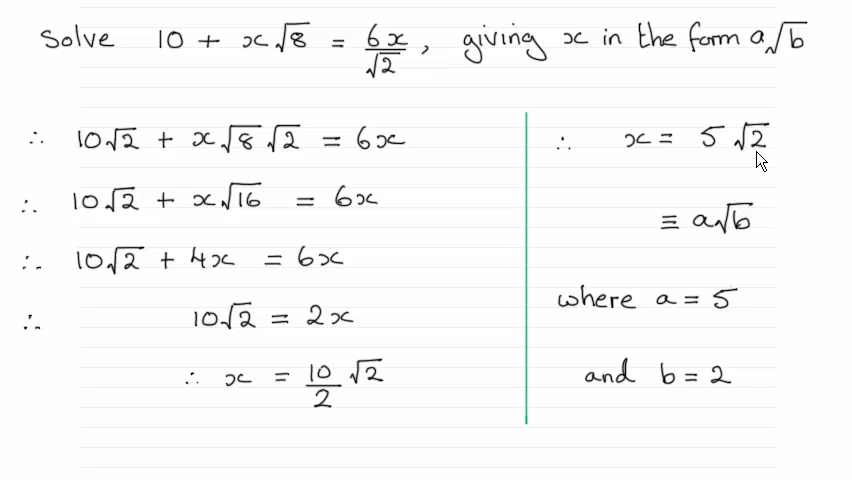 Solve 10 + x√8 = 6x/√2, giving x in the form a√b
∴ 10√2 + x√8 √2 = 6x
∴ 10√2 + x√16 = 6x
∴ 10√2 + 4x = 6x
∴ 10√2 = 2x
∴ x = 10/2 √2
∴ x = 5 √2
≡ a√b
where a = 5
and b = 2